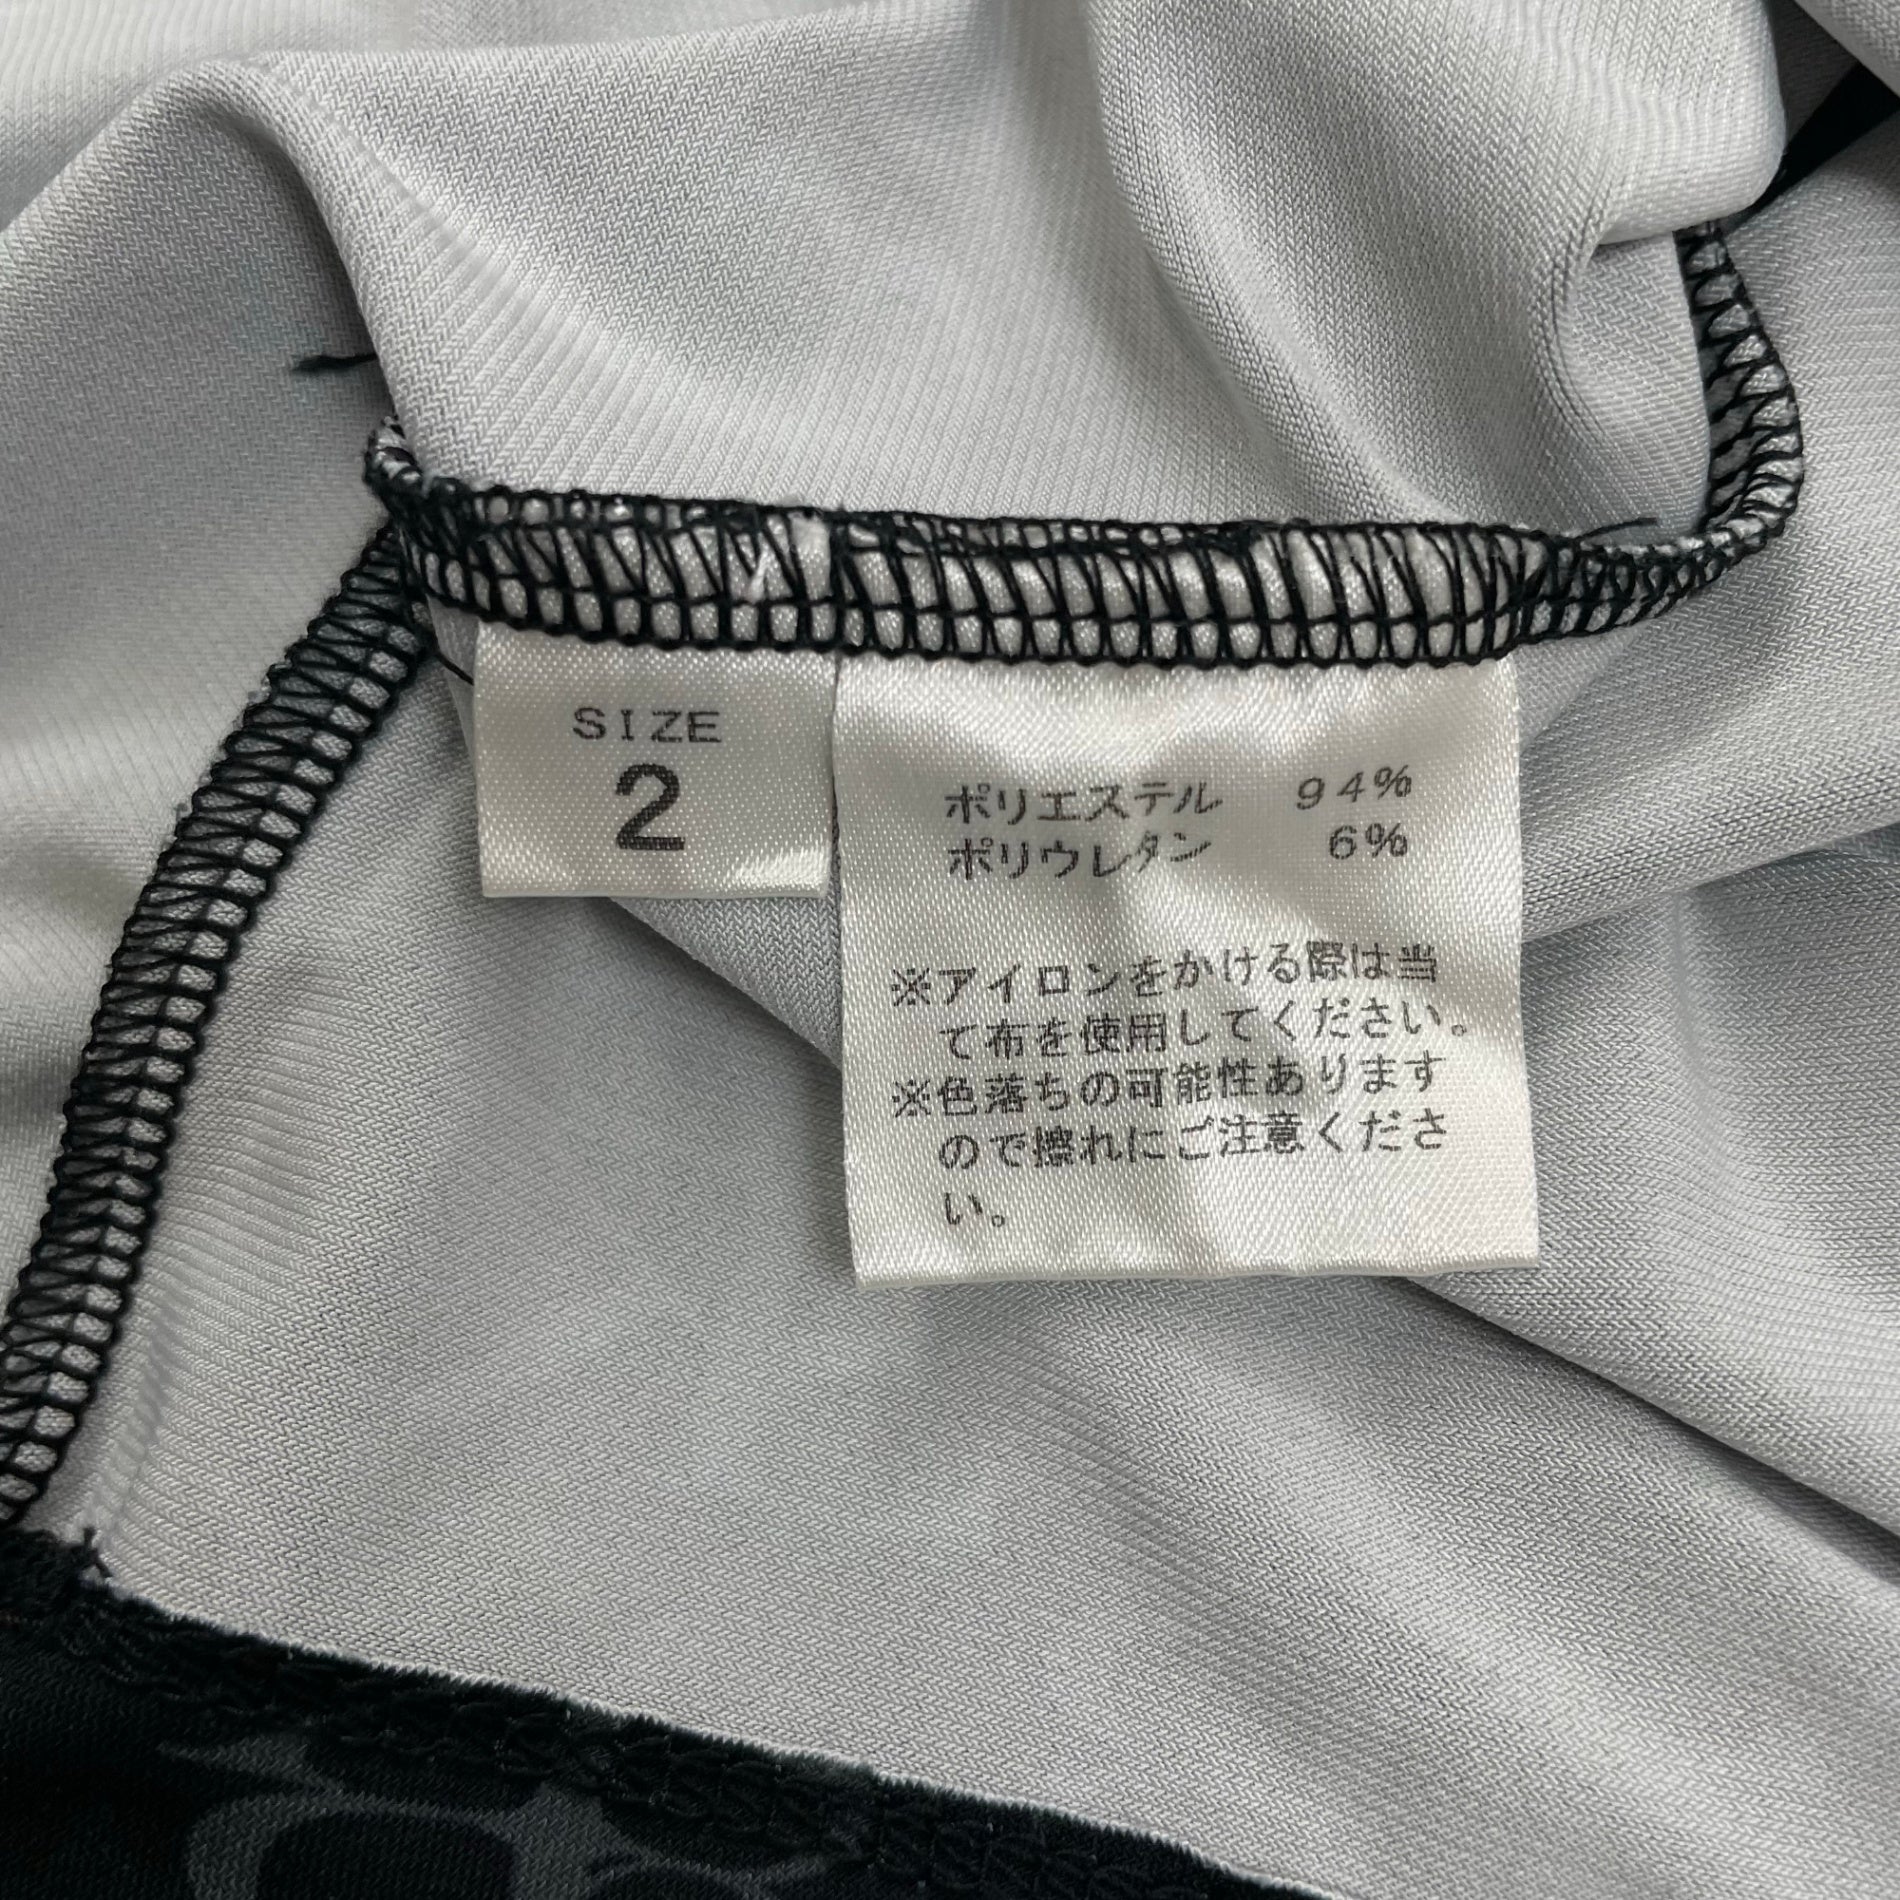 SIZE
2
ポリエステル 94%
ポリウレタン 6%
※アイロンをかける際は当
て布を使用してください。
※色落ちの可能性あります
ので擦れにご注意くださ
い。